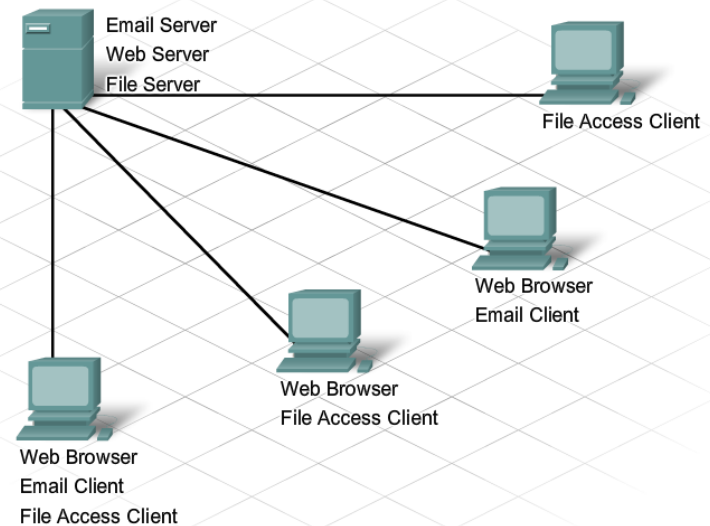 Email Server
Web Server
File Server
File Access Client
Web Browser
Email Client
Web Browser
File Access Client
Web Browser
Email Client
File Access Client